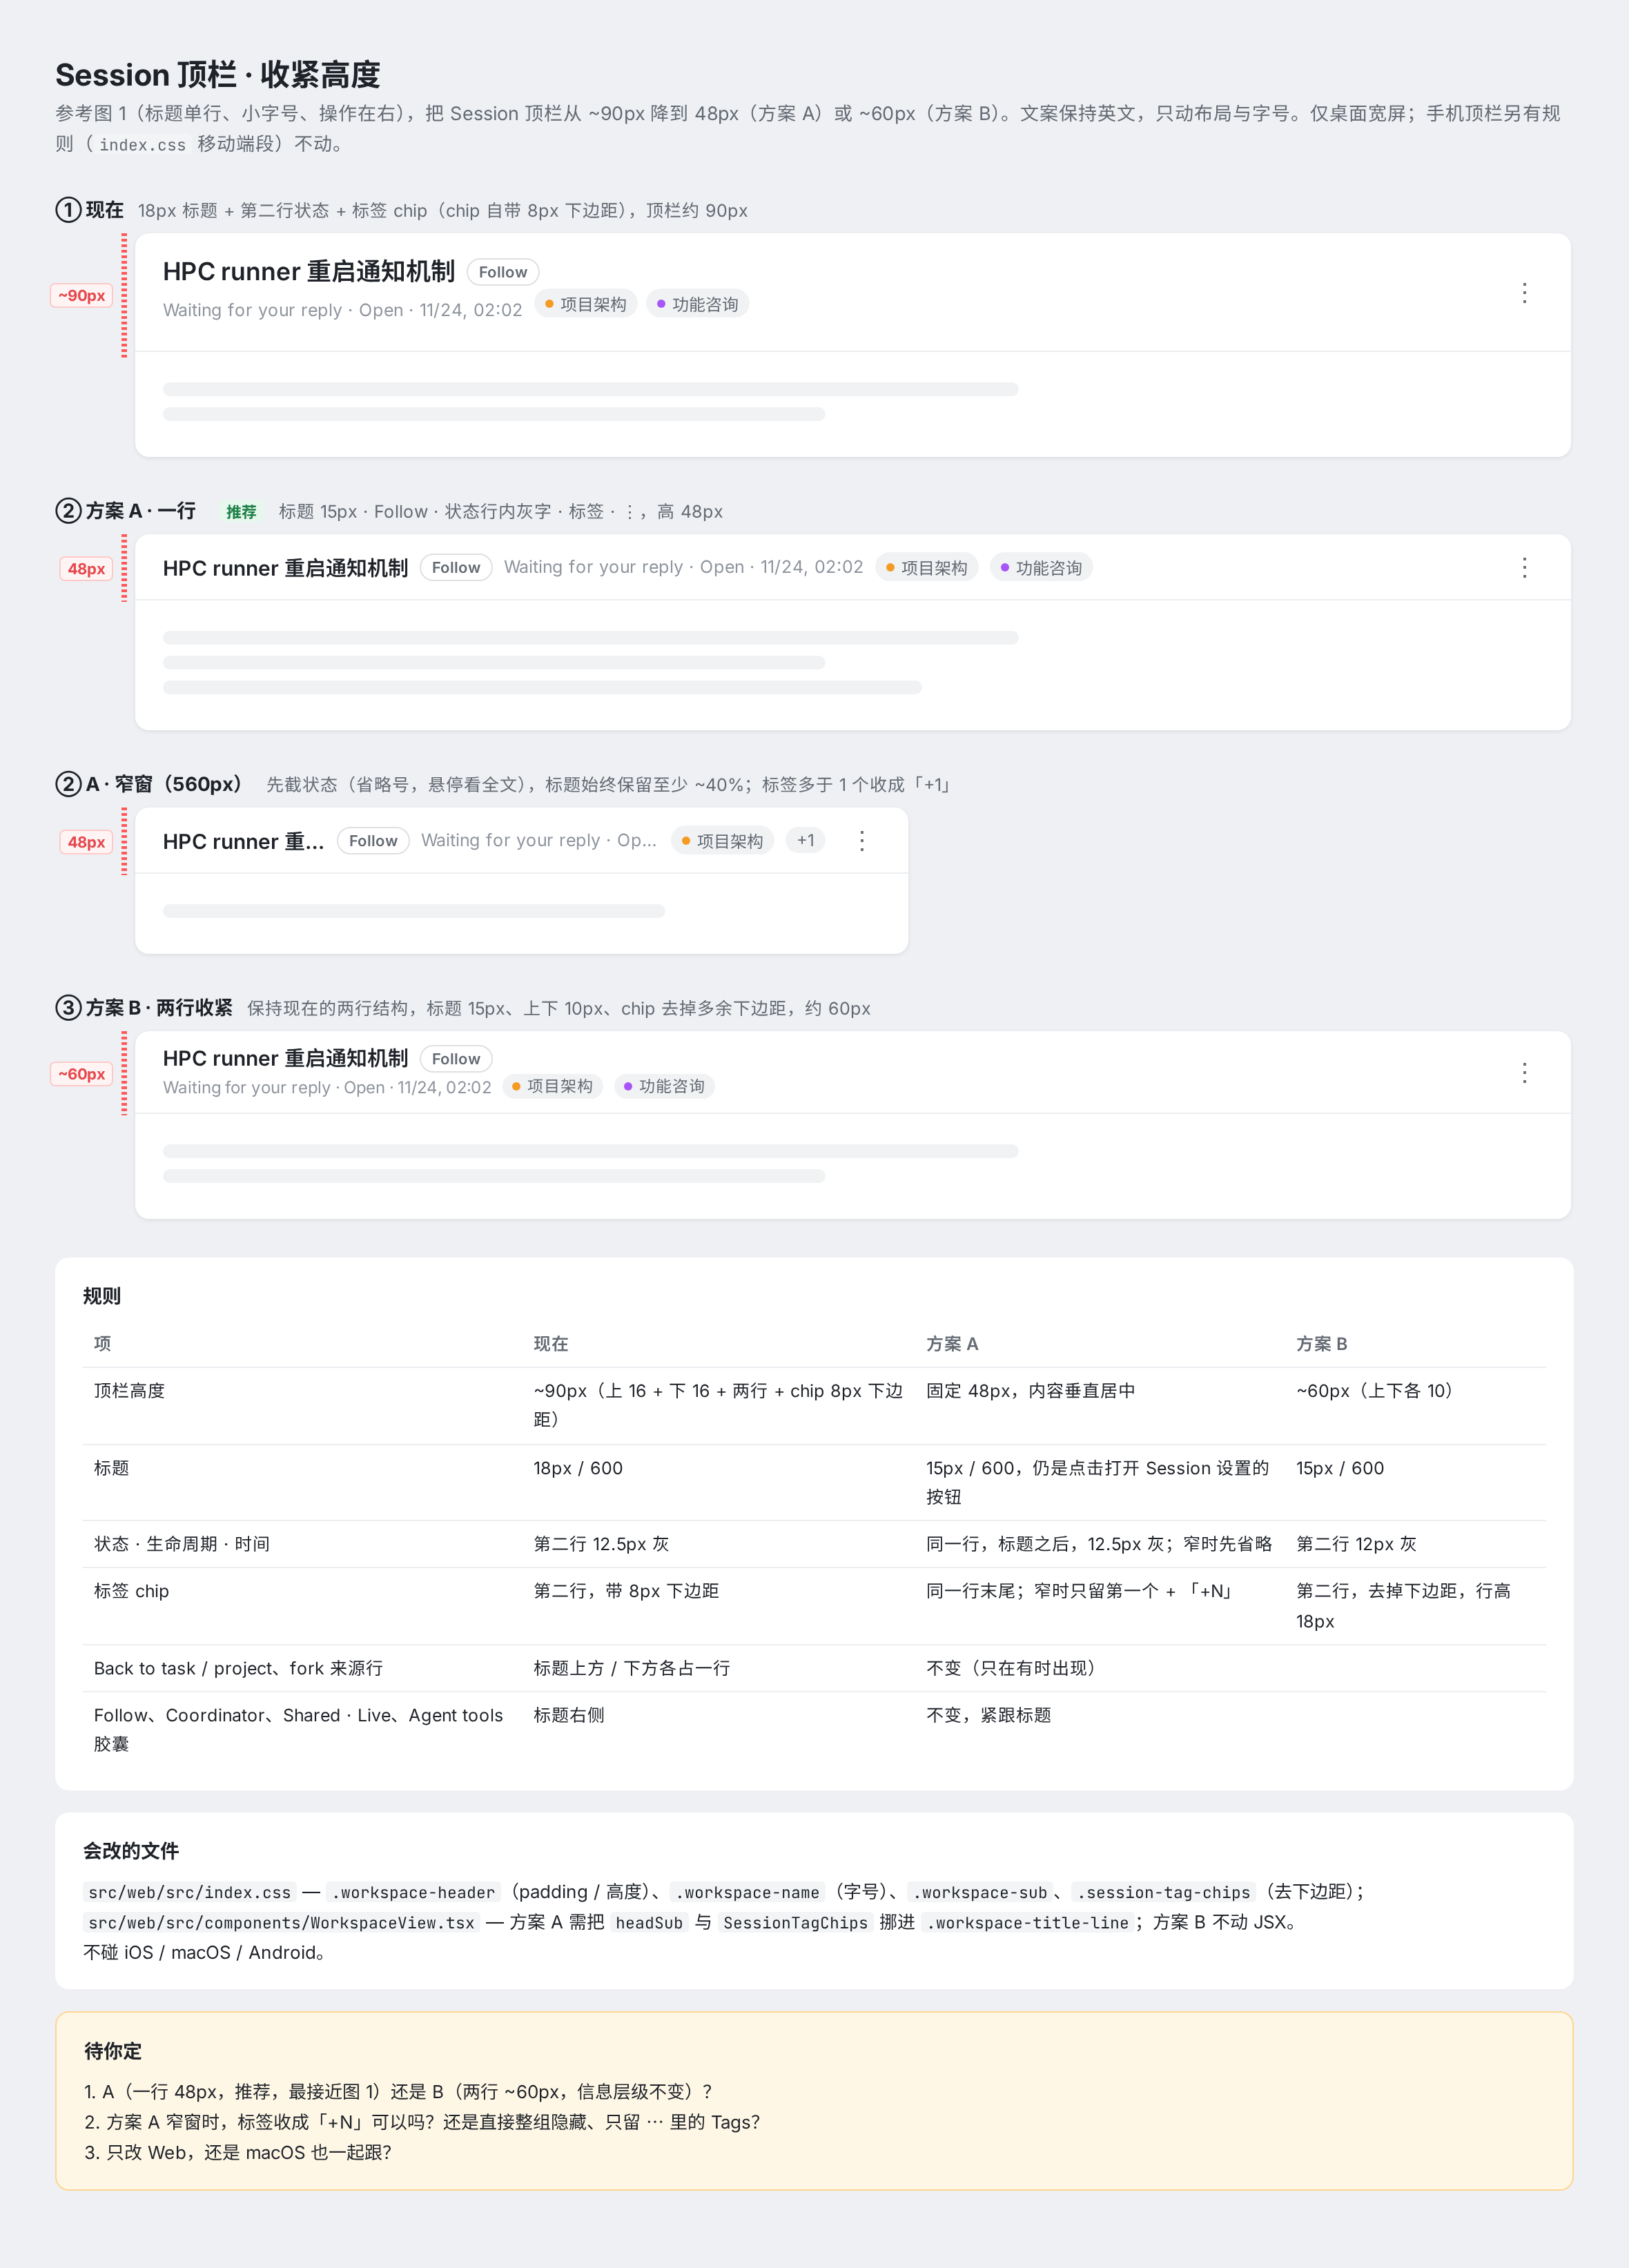 Session 顶栏 · 收紧高度
参考图 1（标题单行、小字号、操作在右），把 Session 顶栏从 ~90px 降到 48px（方案 A）或 ~60px（方案 B）。文案保持英文，只动布局与字号。仅桌面宽屏；手机顶栏另有规
则（ index.css 移动端段）不动。
① 现在 18px 标题 + 第二行状态 + 标签 chip（chip 自带 8px 下边距），顶栏约 90px
~90px
HPC runner 重启通知机制 Follow
Waiting for your reply · Open · 11/24, 02:02 项目架构 功能咨询
⋮
② 方案 A · 一行 推荐 标题 15px · Follow · 状态行内灰字 · 标签 · ⋮，高 48px
48px
HPC runner 重启通知机制 Follow Waiting for your reply · Open · 11/24, 02:02 项目架构 功能咨询 ⋮
② A · 窄窗（560px） 先截状态（省略号，悬停看全文），标题始终保留至少 ~40%；标签多于 1 个收成「+1」
48px
HPC runner 重… Follow Waiting for your reply · Op… 项目架构 +1 ⋮
③ 方案 B · 两行收紧 保持现在的两行结构，标题 15px、上下 10px、chip 去掉多余下边距，约 60px
~60px
HPC runner 重启通知机制 Follow
Waiting for your reply · Open · 11/24, 02:02 项目架构 功能咨询
⋮
规则
项 现在 方案 A 方案 B
顶栏高度 ~90px（上 16 + 下 16 + 两行 + chip 8px 下边 固定 48px，内容垂直居中 ~60px（上下各 10）
距）
标题 18px / 600 15px / 600，仍是点击打开 Session 设置的 15px / 600
按钮
状态 · 生命周期 · 时间 第二行 12.5px 灰 同一行，标题之后，12.5px 灰；窄时先省略 第二行 12px 灰
标签 chip 第二行，带 8px 下边距 同一行末尾；窄时只留第一个 + 「+N」 第二行，去掉下边距，行高
18px
Back to task / project、fork 来源行 标题上方 / 下方各占一行 不变（只在有时出现）
Follow、Coordinator、Shared · Live、Agent tools 标题右侧 不变，紧跟标题
胶囊
会改的文件
src/web/src/index.css — .workspace-header（padding / 高度）、.workspace-name（字号）、.workspace-sub、.session-tag-chips（去下边距）；
src/web/src/components/WorkspaceView.tsx — 方案 A 需把 headSub 与 SessionTagChips 挪进 .workspace-title-line；方案 B 不动 JSX。
不碰 iOS / macOS / Android。
待你定
1. A（一行 48px，推荐，最接近图 1）还是 B（两行 ~60px，信息层级不变）？
2. 方案 A 窄窗时，标签收成「+N」可以吗？还是直接整组隐藏、只留 ⋯ 里的 Tags？
3. 只改 Web，还是 macOS 也一起跟？